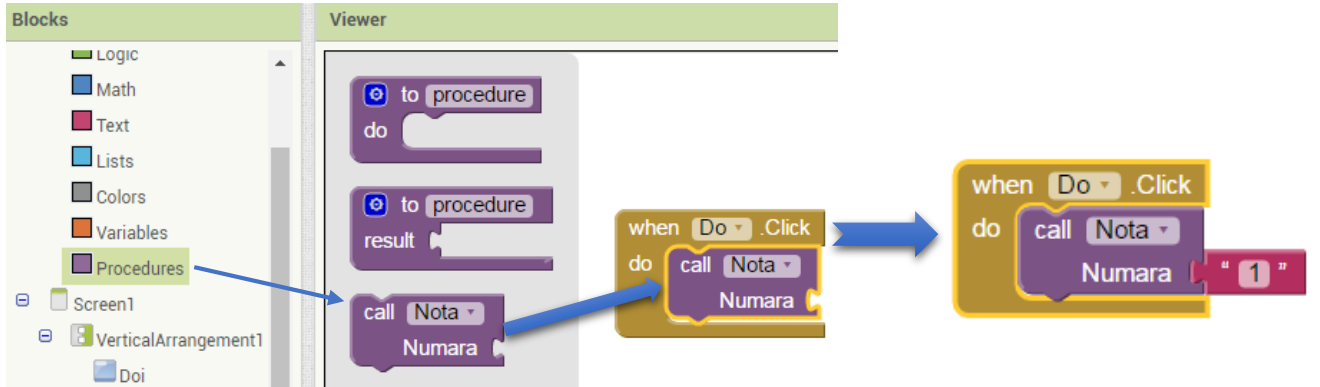 Blocks
Viewer
Logic
Math
Text
Lists
Colors
Variables
Procedures
Screen1
VerticalArrangement1
Doi
to procedure
do
to procedure
result
call Nota
Numara
when Do .Click
do call Nota
Numara
when Do .Click
do call Nota
Numara " 1 "